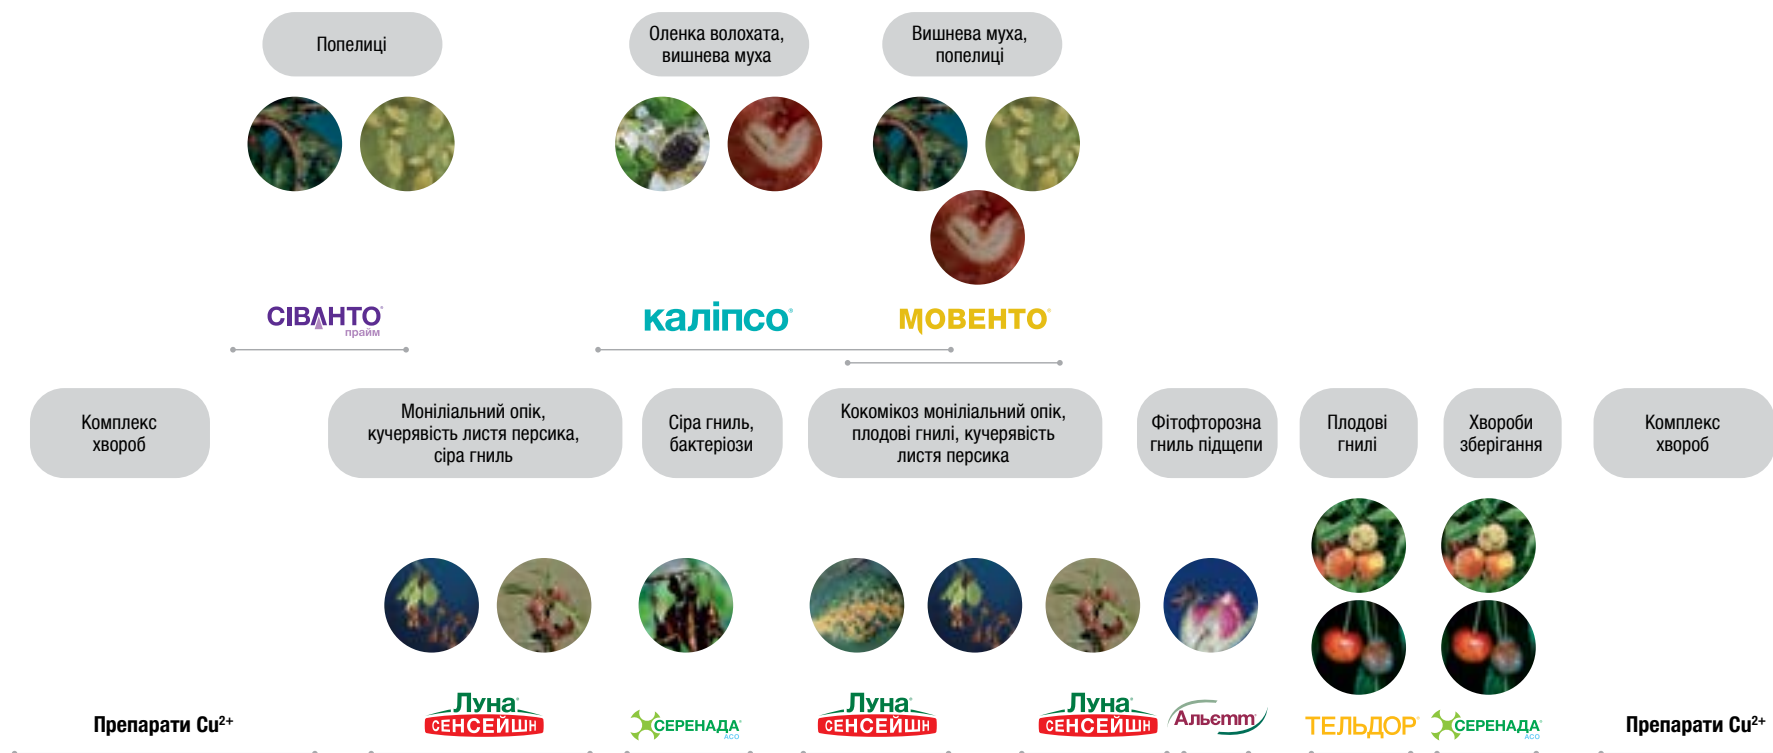 Попелиці
Оленка волохата,
вишнева муха
Вишнева муха,
попелиці
СІВАНТО®
прайм
каліпсо®
МОВЕНТО®
Комплекс
хвороб
Моніліальний опік,
кучерявість листя персика,
сіра гниль
Сіра гниль,
бактеріози
Кокомікоз моніліальний опік,
плодові гнилі, кучерявість
листя персика
Фітофторозна
гниль підщепи
Плодові
гнилі
Хвороби
зберігання
Комплекс
хвороб
Препарати Cu²⁺
Луна®
СЕНСЕЙШН
СЕРЕНАДА®
АСО
Луна®
СЕНСЕЙШН
Луна®
СЕНСЕЙШН
Альєтт®
ТЕЛЬДОР®
СЕРЕНАДА®
АСО
Препарати Cu²⁺